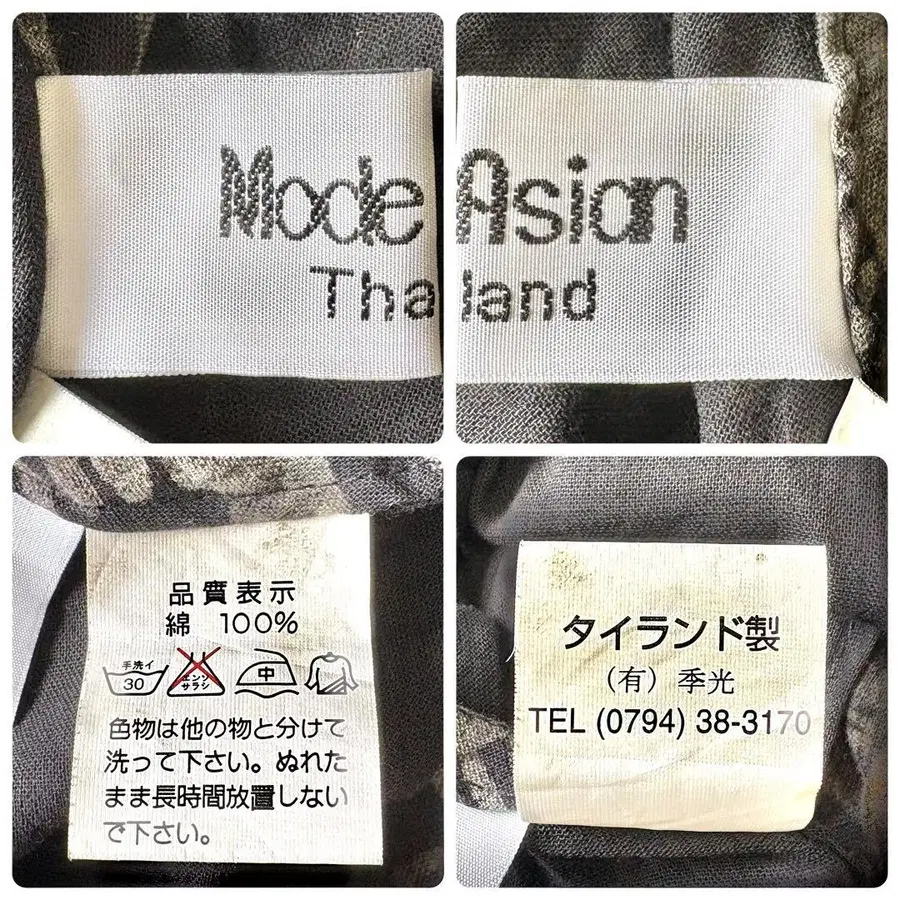 Mode Asian
Tha land
品質表示
綿 100%
手洗イ
30
エンソ
サラシ
中
色物は他の物と分けて
洗って下さい。ぬれた
まま長時間放置しない
で下さい。
タイランド製
(有) 季光
TEL (0794) 38-3170